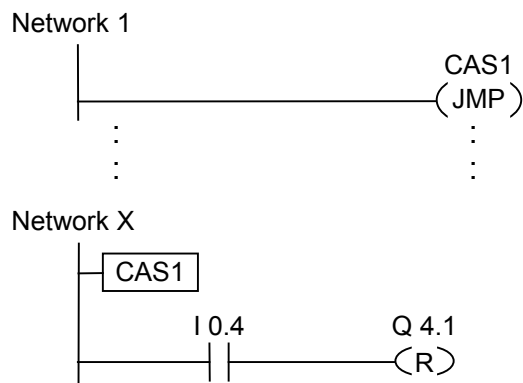 Network 1
CAS1
JMP
Network X
CAS1
I 0.4 Q 4.1
R